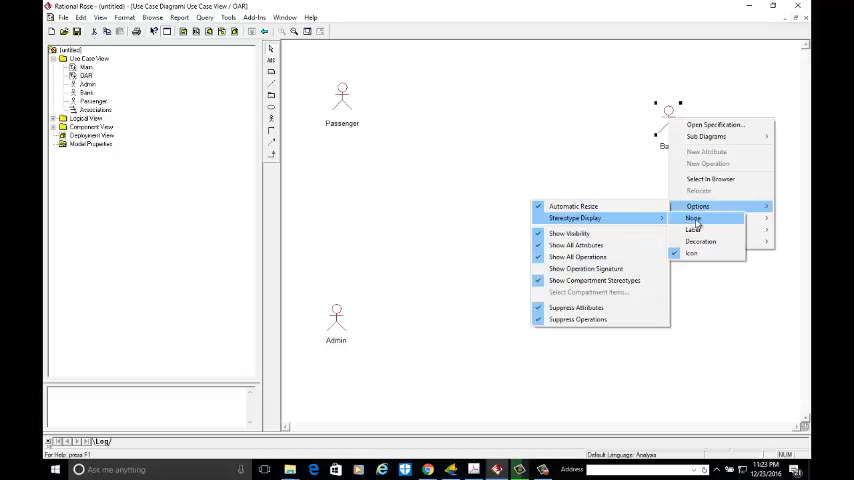 Rational Rose - (untitled) - [Use Case Diagram: Use Case View / OAR]
File Edit View Format Browse Report Query Tools Add-Ins Window Help
ABC
(untitled)
Use Case View
Main
OAR
Admin
Bank
Passenger
Associations
Logical View
Component View
Deployment View
Model Properties
Passenger
Admin
Ba
Open Specification...
Sub Diagrams
New Attribute
New Operation
Select In Browser
Relocate
Options
Automatic Resize
Stereotype Display
Show Visibility
Show All Attributes
Show All Operations
Show Operation Signature
Show Compartment Stereotypes
Select Compartment Items...
Suppress Attributes
Suppress Operations
None
Label
Decoration
Icon
Log
For Help, press F1
Default Language: Analysis
NUM
Ask me anything
Address
11:23 PM
12/23/2016